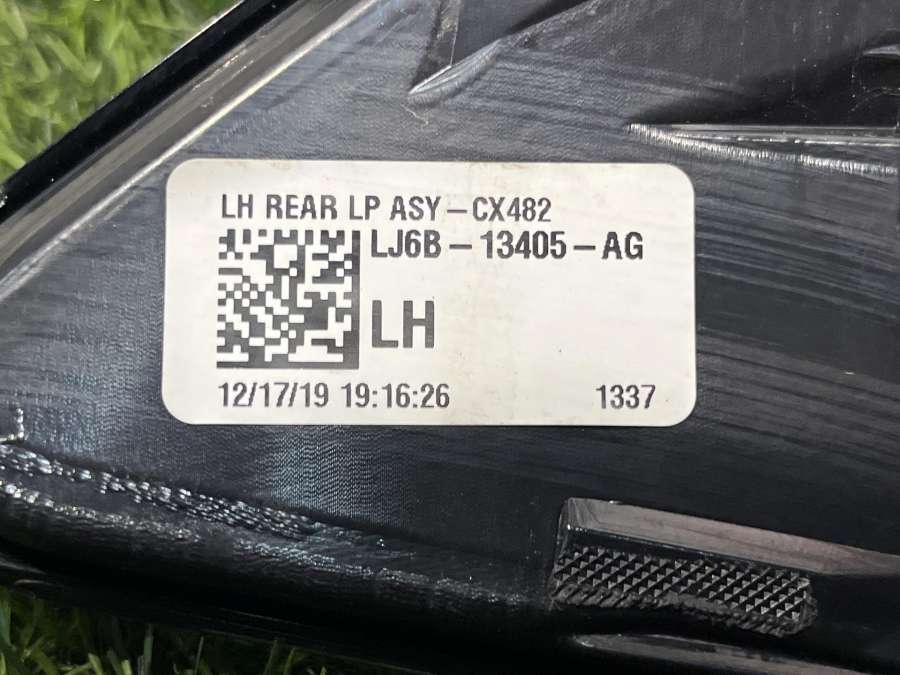 LH REAR LP ASY-CX482
LJ6B-13405-AG
LH
12/17/19 19:16:26 1337